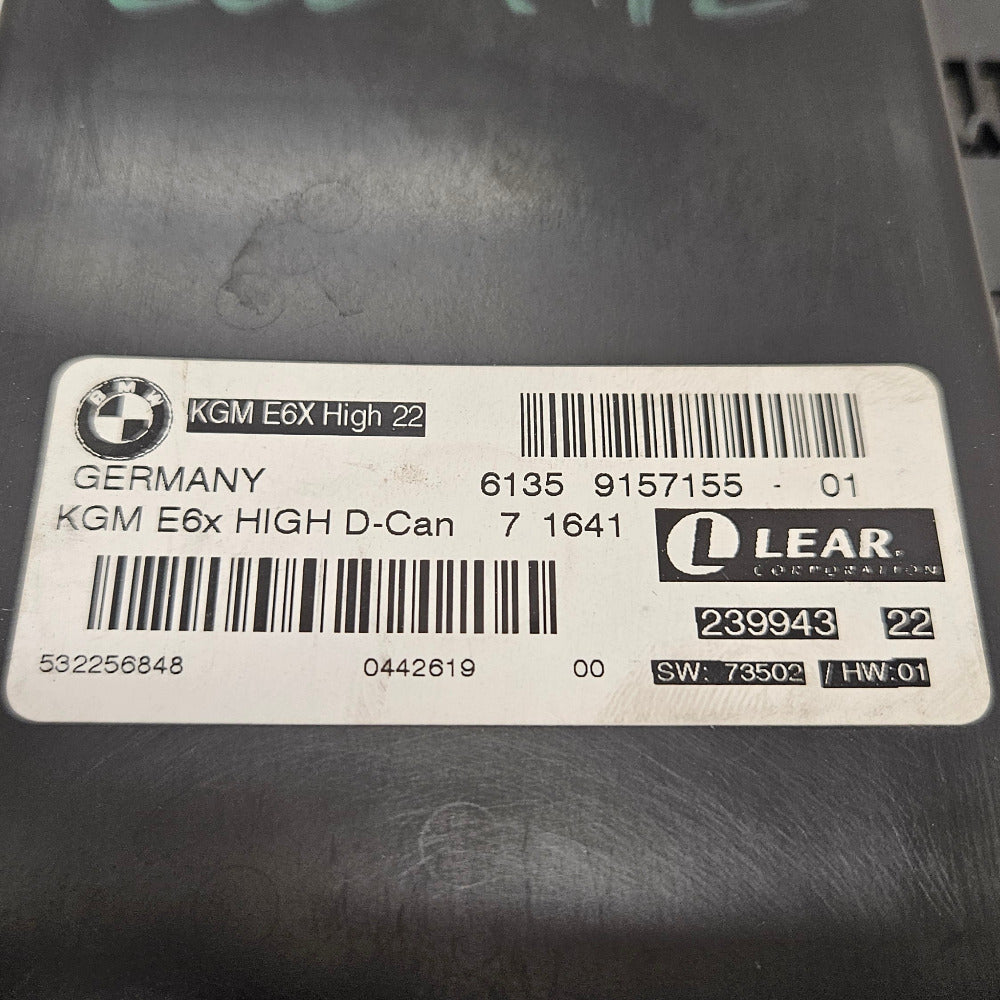 BMW
KGM E6X High 22
GERMANY
6135 9157155 - 01
KGM E6x HIGH D-Can 7 1641
LEAR
CORPORATION
239943 22
532256848 0442619 00
SW: 73502 / HW:01